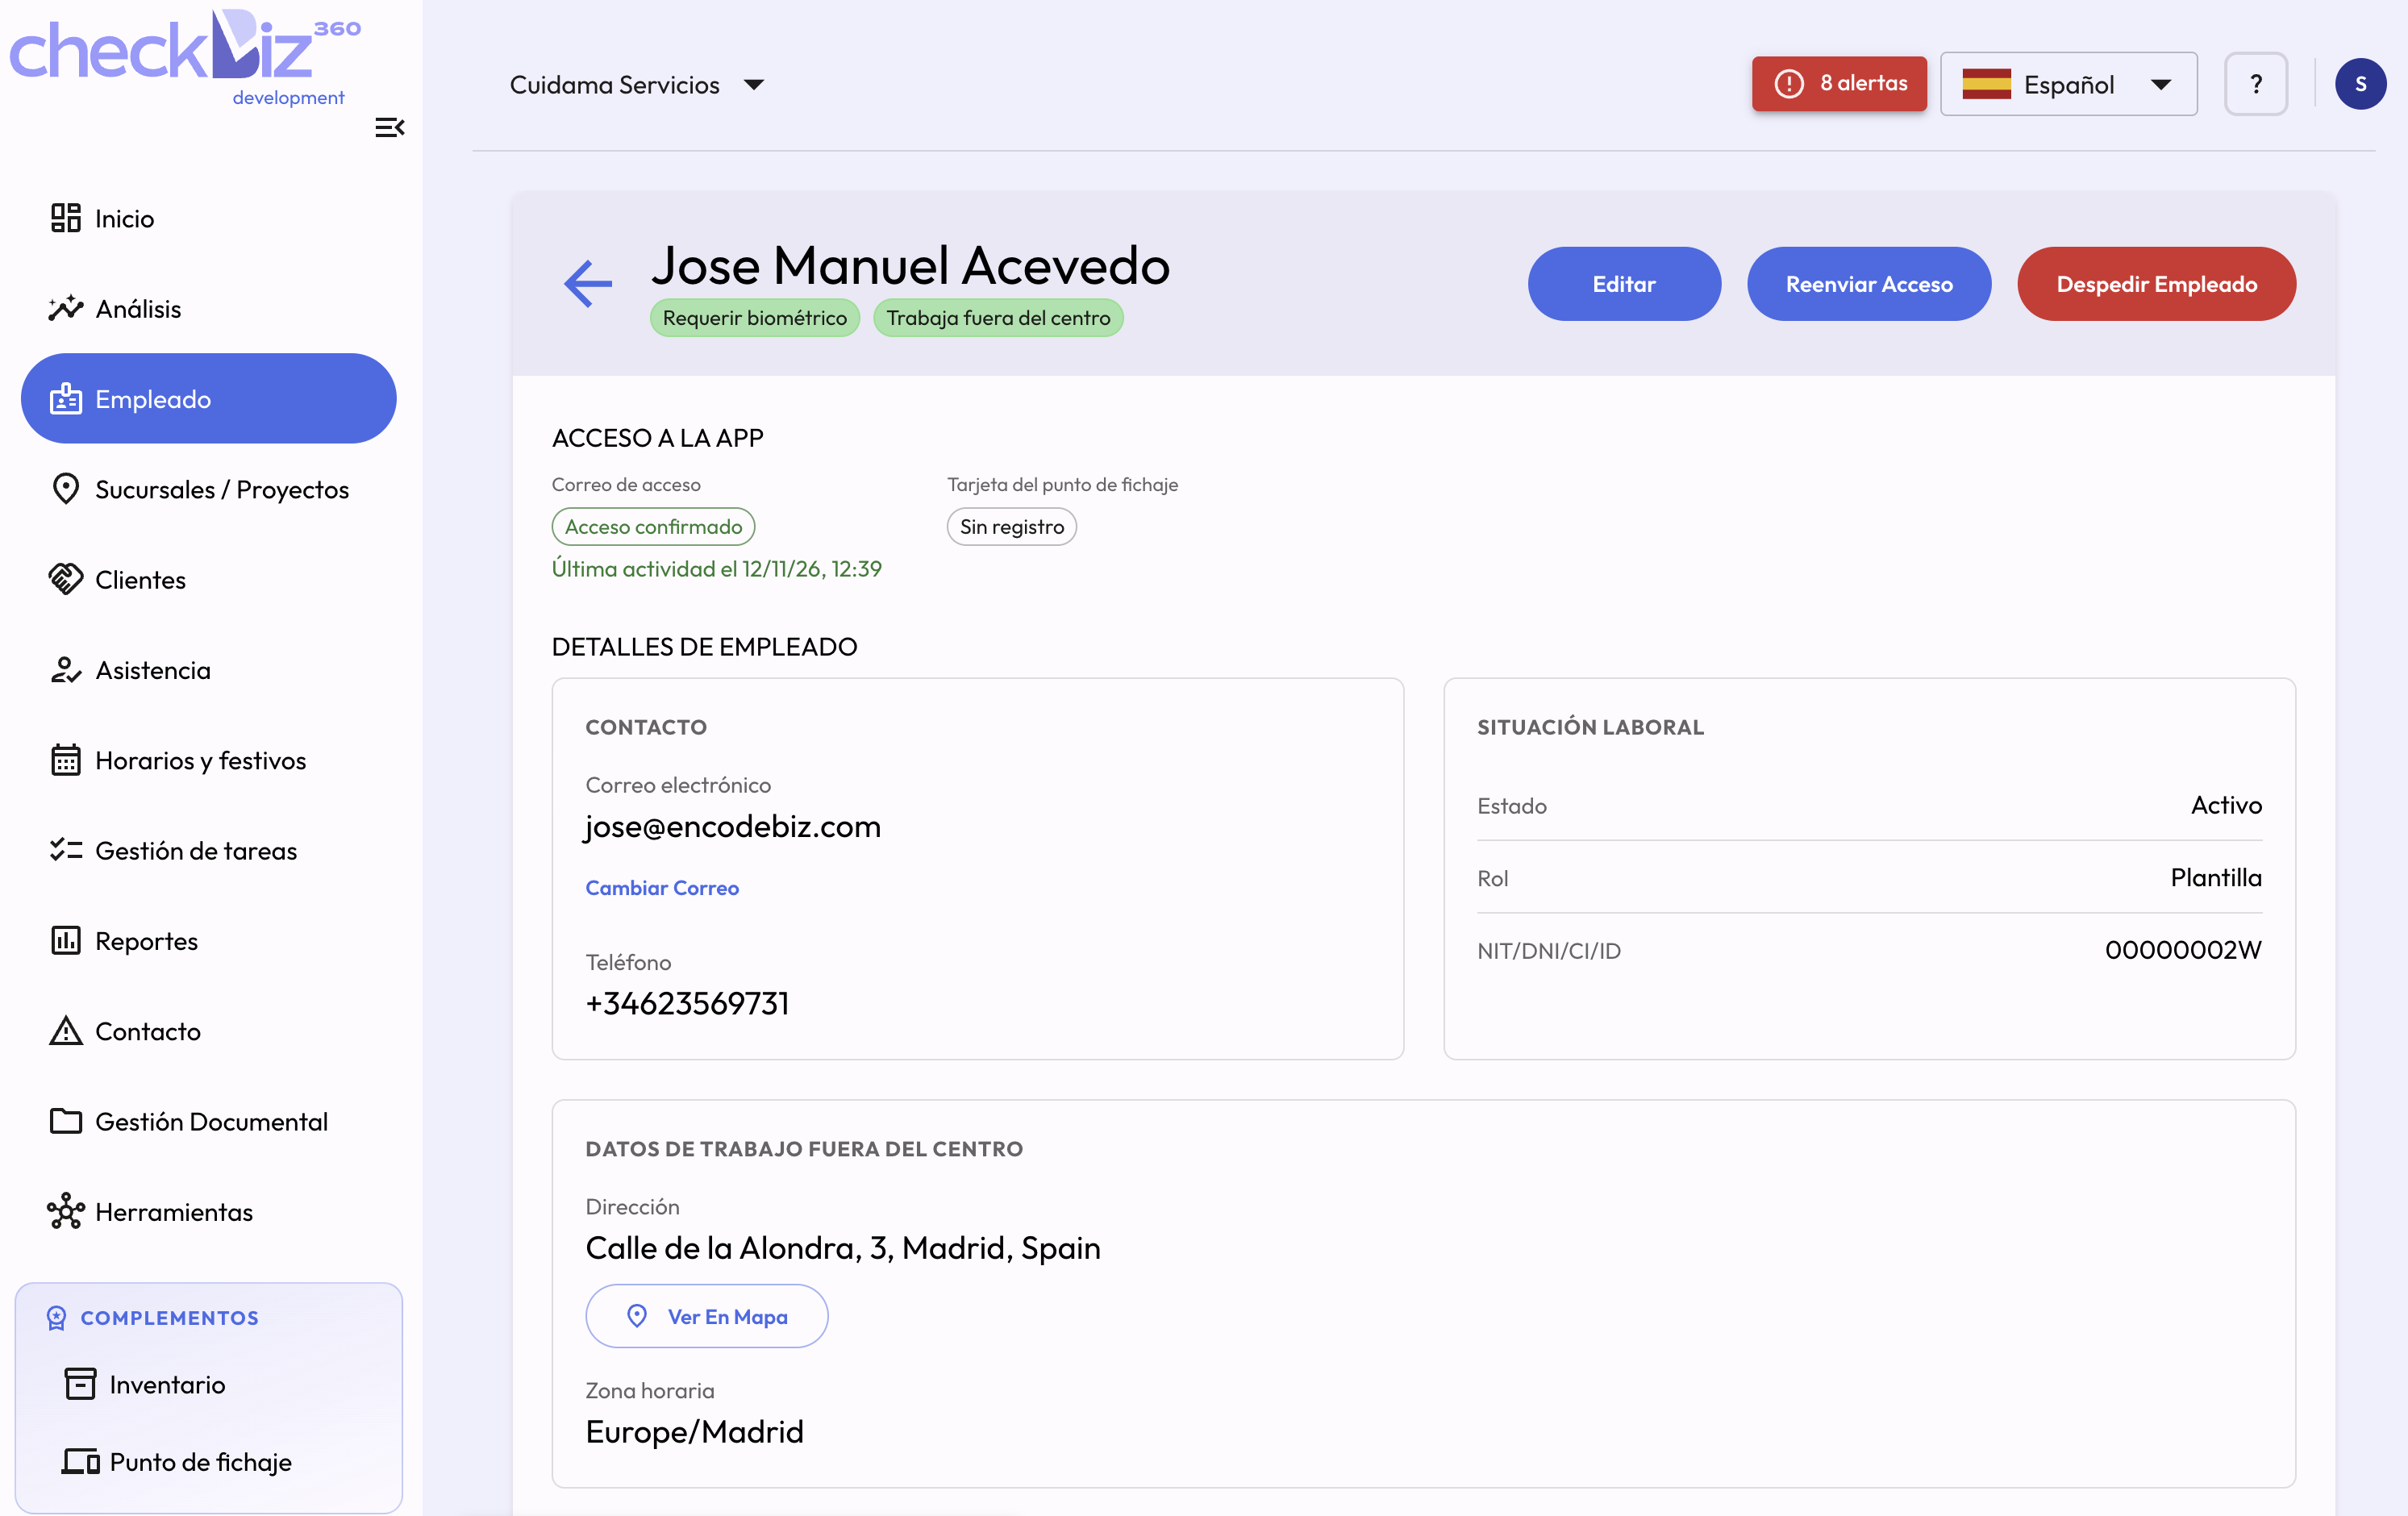 checkBiz 360
development
Inicio
Análisis
Empleado
Sucursales / Proyectos
Clientes
Asistencia
Horarios y festivos
Gestión de tareas
Reportes
Contacto
Gestión Documental
Herramientas
COMPLEMENTOS
Inventario
Punto de fichaje
Cuidama Servicios
8 alertas
Español
?
S
Jose Manuel Acevedo
Requerir biométrico
Trabaja fuera del centro
Editar
Reenviar Acceso
Despedir Empleado
ACCESO A LA APP
Correo de acceso
Acceso confirmado
Última actividad el 12/11/26, 12:39
Tarjeta del punto de fichaje
Sin registro
DETALLES DE EMPLEADO
CONTACTO
Correo electrónico
jose@encodebiz.com
Cambiar Correo
Teléfono
+34623569731
SITUACIÓN LABORAL
Estado Activo
Rol Plantilla
NIT/DNI/CI/ID 00000002W
DATOS DE TRABAJO FUERA DEL CENTRO
Dirección
Calle de la Alondra, 3, Madrid, Spain
Ver En Mapa
Zona horaria
Europe/Madrid